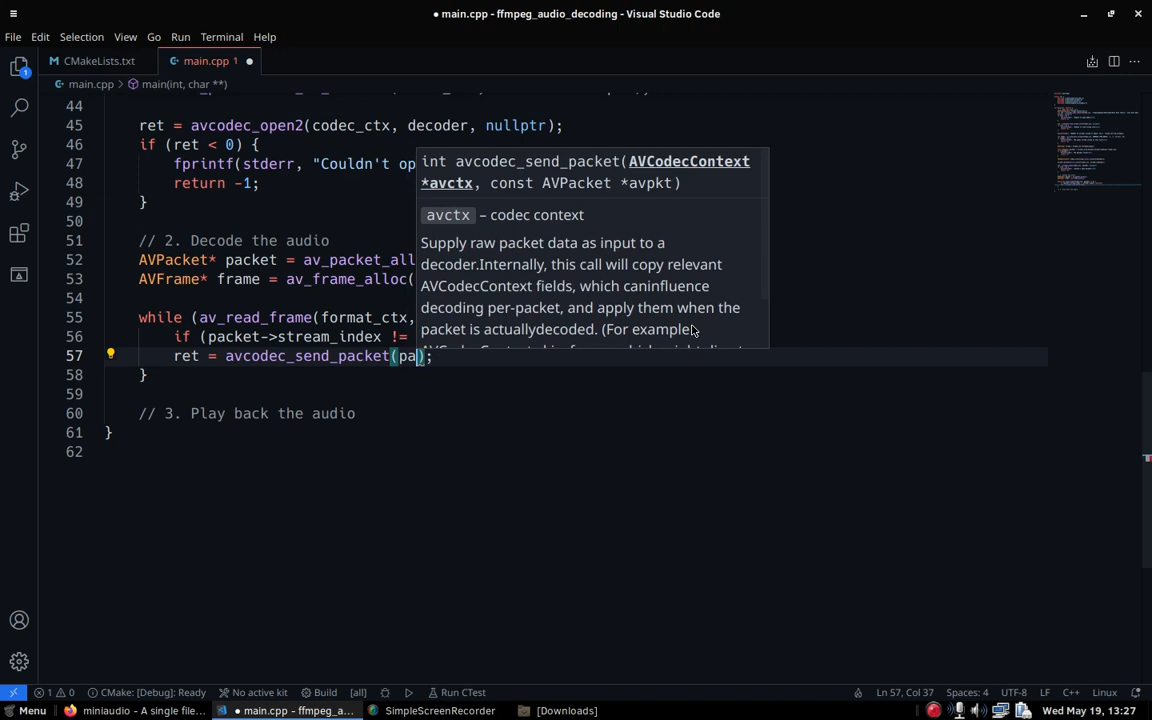 ● main.cpp - ffmpeg_audio_decoding - Visual Studio Code
File Edit Selection View Go Run Terminal Help
CMakeLists.txt main.cpp 1 ●
main.cpp > main(int, char **)
44
45 ret = avcodec_open2(codec_ctx, decoder, nullptr);
46 if (ret < 0) {
47 fprintf(stderr, "Couldn't op
48 return -1;
49 }
50
51 // 2. Decode the audio
52 AVPacket* packet = av_packet_all
53 AVFrame* frame = av_frame_alloc(
54
55 while (av_read_frame(format_ctx,
56 if (packet->stream_index !=
57 ret = avcodec_send_packet(pa);
58 }
59
60 // 3. Play back the audio
61 }
62
int avcodec_send_packet(AVCodecContext
*avctx, const AVPacket *avpkt)
avctx – codec context
Supply raw packet data as input to a
decoder.Internally, this call will copy relevant
AVCodecContext fields, which caninfluence
decoding per-packet, and apply them when the
packet is actuallydecoded. (For example
1 0 CMake: [Debug]: Ready No active kit Build [all] Run CTest Ln 57, Col 37 Spaces: 4 UTF-8 LF C++ Linux
Menu miniaudio - A single file... ● main.cpp - ffmpeg_a... SimpleScreenRecorder [Downloads] Wed May 19, 13:27